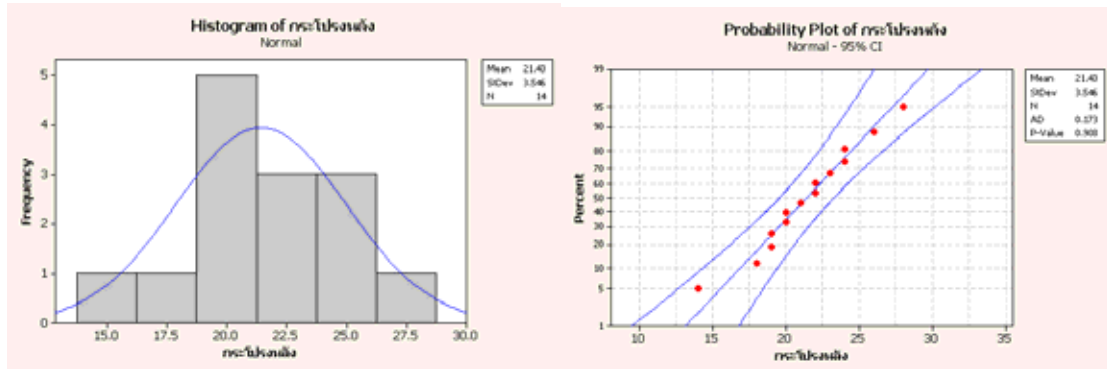 Histogram of กระโปรงหลัง
Normal
Mean 21.43
StDev 3.546
N 14
Frequency
5
4
3
2
1
0
15.0 17.5 20.0 22.5 25.0 27.5 30.0
กระโปรงหลัง
Probability Plot of กระโปรงหลัง
Normal - 95% CI
Mean 21.43
StDev 3.546
N 14
AD 0.173
P-Value 0.908
Percent
99
95
90
80
70
60
50
40
30
20
10
5
1
10 15 20 25 30 35
กระโปรงหลัง